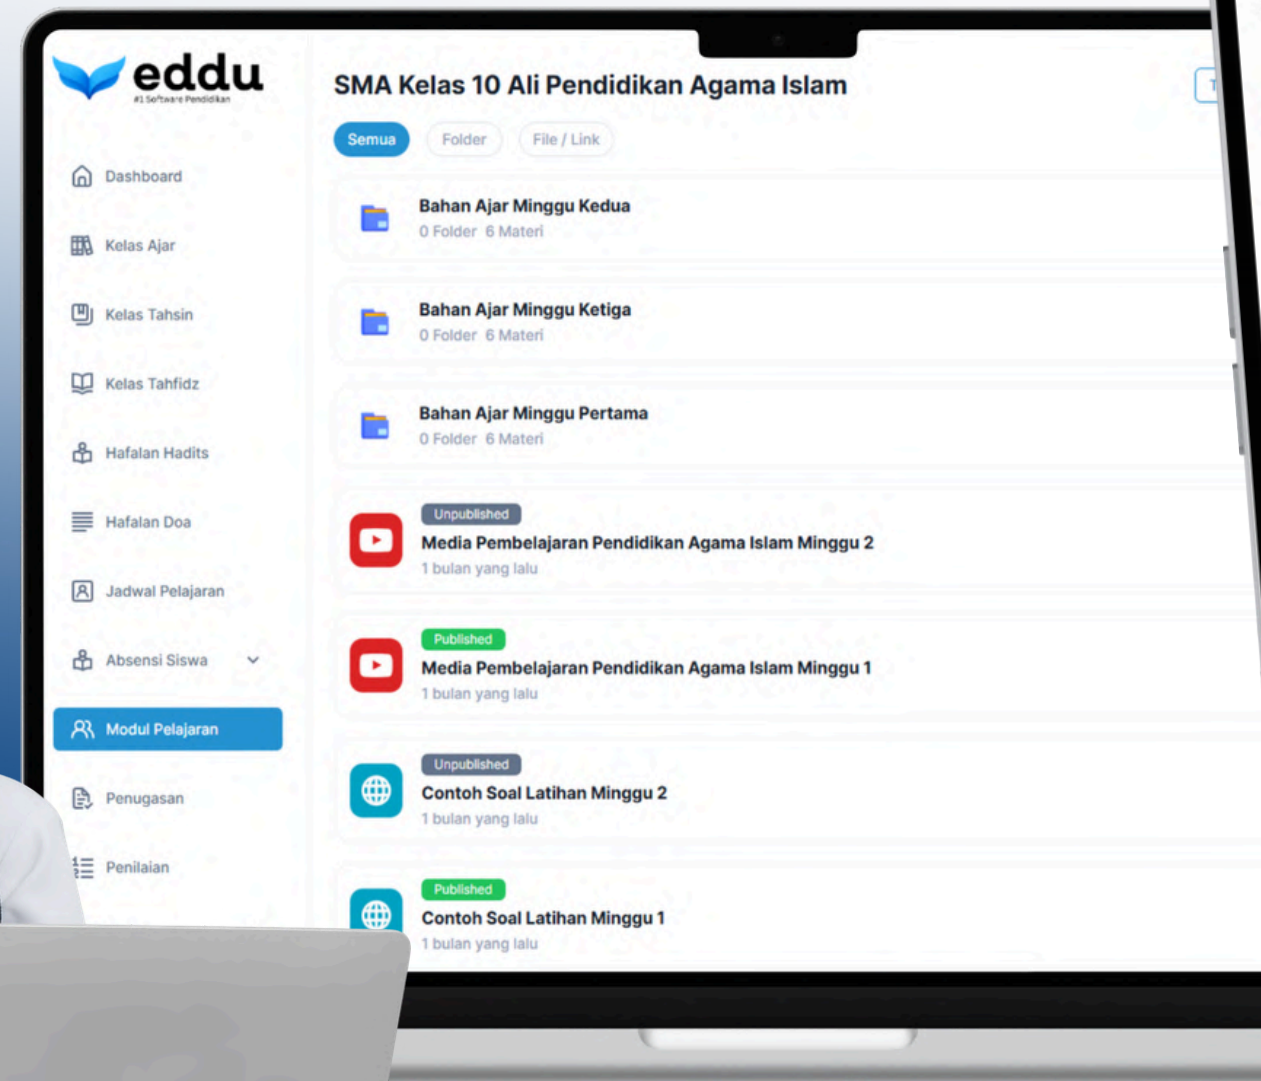 eddu
#1 Software Pendidikan
Dashboard
Kelas Ajar
Kelas Tahsin
Kelas Tahfidz
Hafalan Hadits
Hafalan Doa
Jadwal Pelajaran
Absensi Siswa
Modul Pelajaran
Penugasan
Penilaian
SMA Kelas 10 Ali Pendidikan Agama Islam
Semua
Folder
File / Link
Bahan Ajar Minggu Kedua
0 Folder 6 Materi
Bahan Ajar Minggu Ketiga
0 Folder 6 Materi
Bahan Ajar Minggu Pertama
0 Folder 6 Materi
Unpublished
Media Pembelajaran Pendidikan Agama Islam Minggu 2
1 bulan yang lalu
Published
Media Pembelajaran Pendidikan Agama Islam Minggu 1
1 bulan yang lalu
Unpublished
Contoh Soal Latihan Minggu 2
1 bulan yang lalu
Published
Contoh Soal Latihan Minggu 1
1 bulan yang lalu